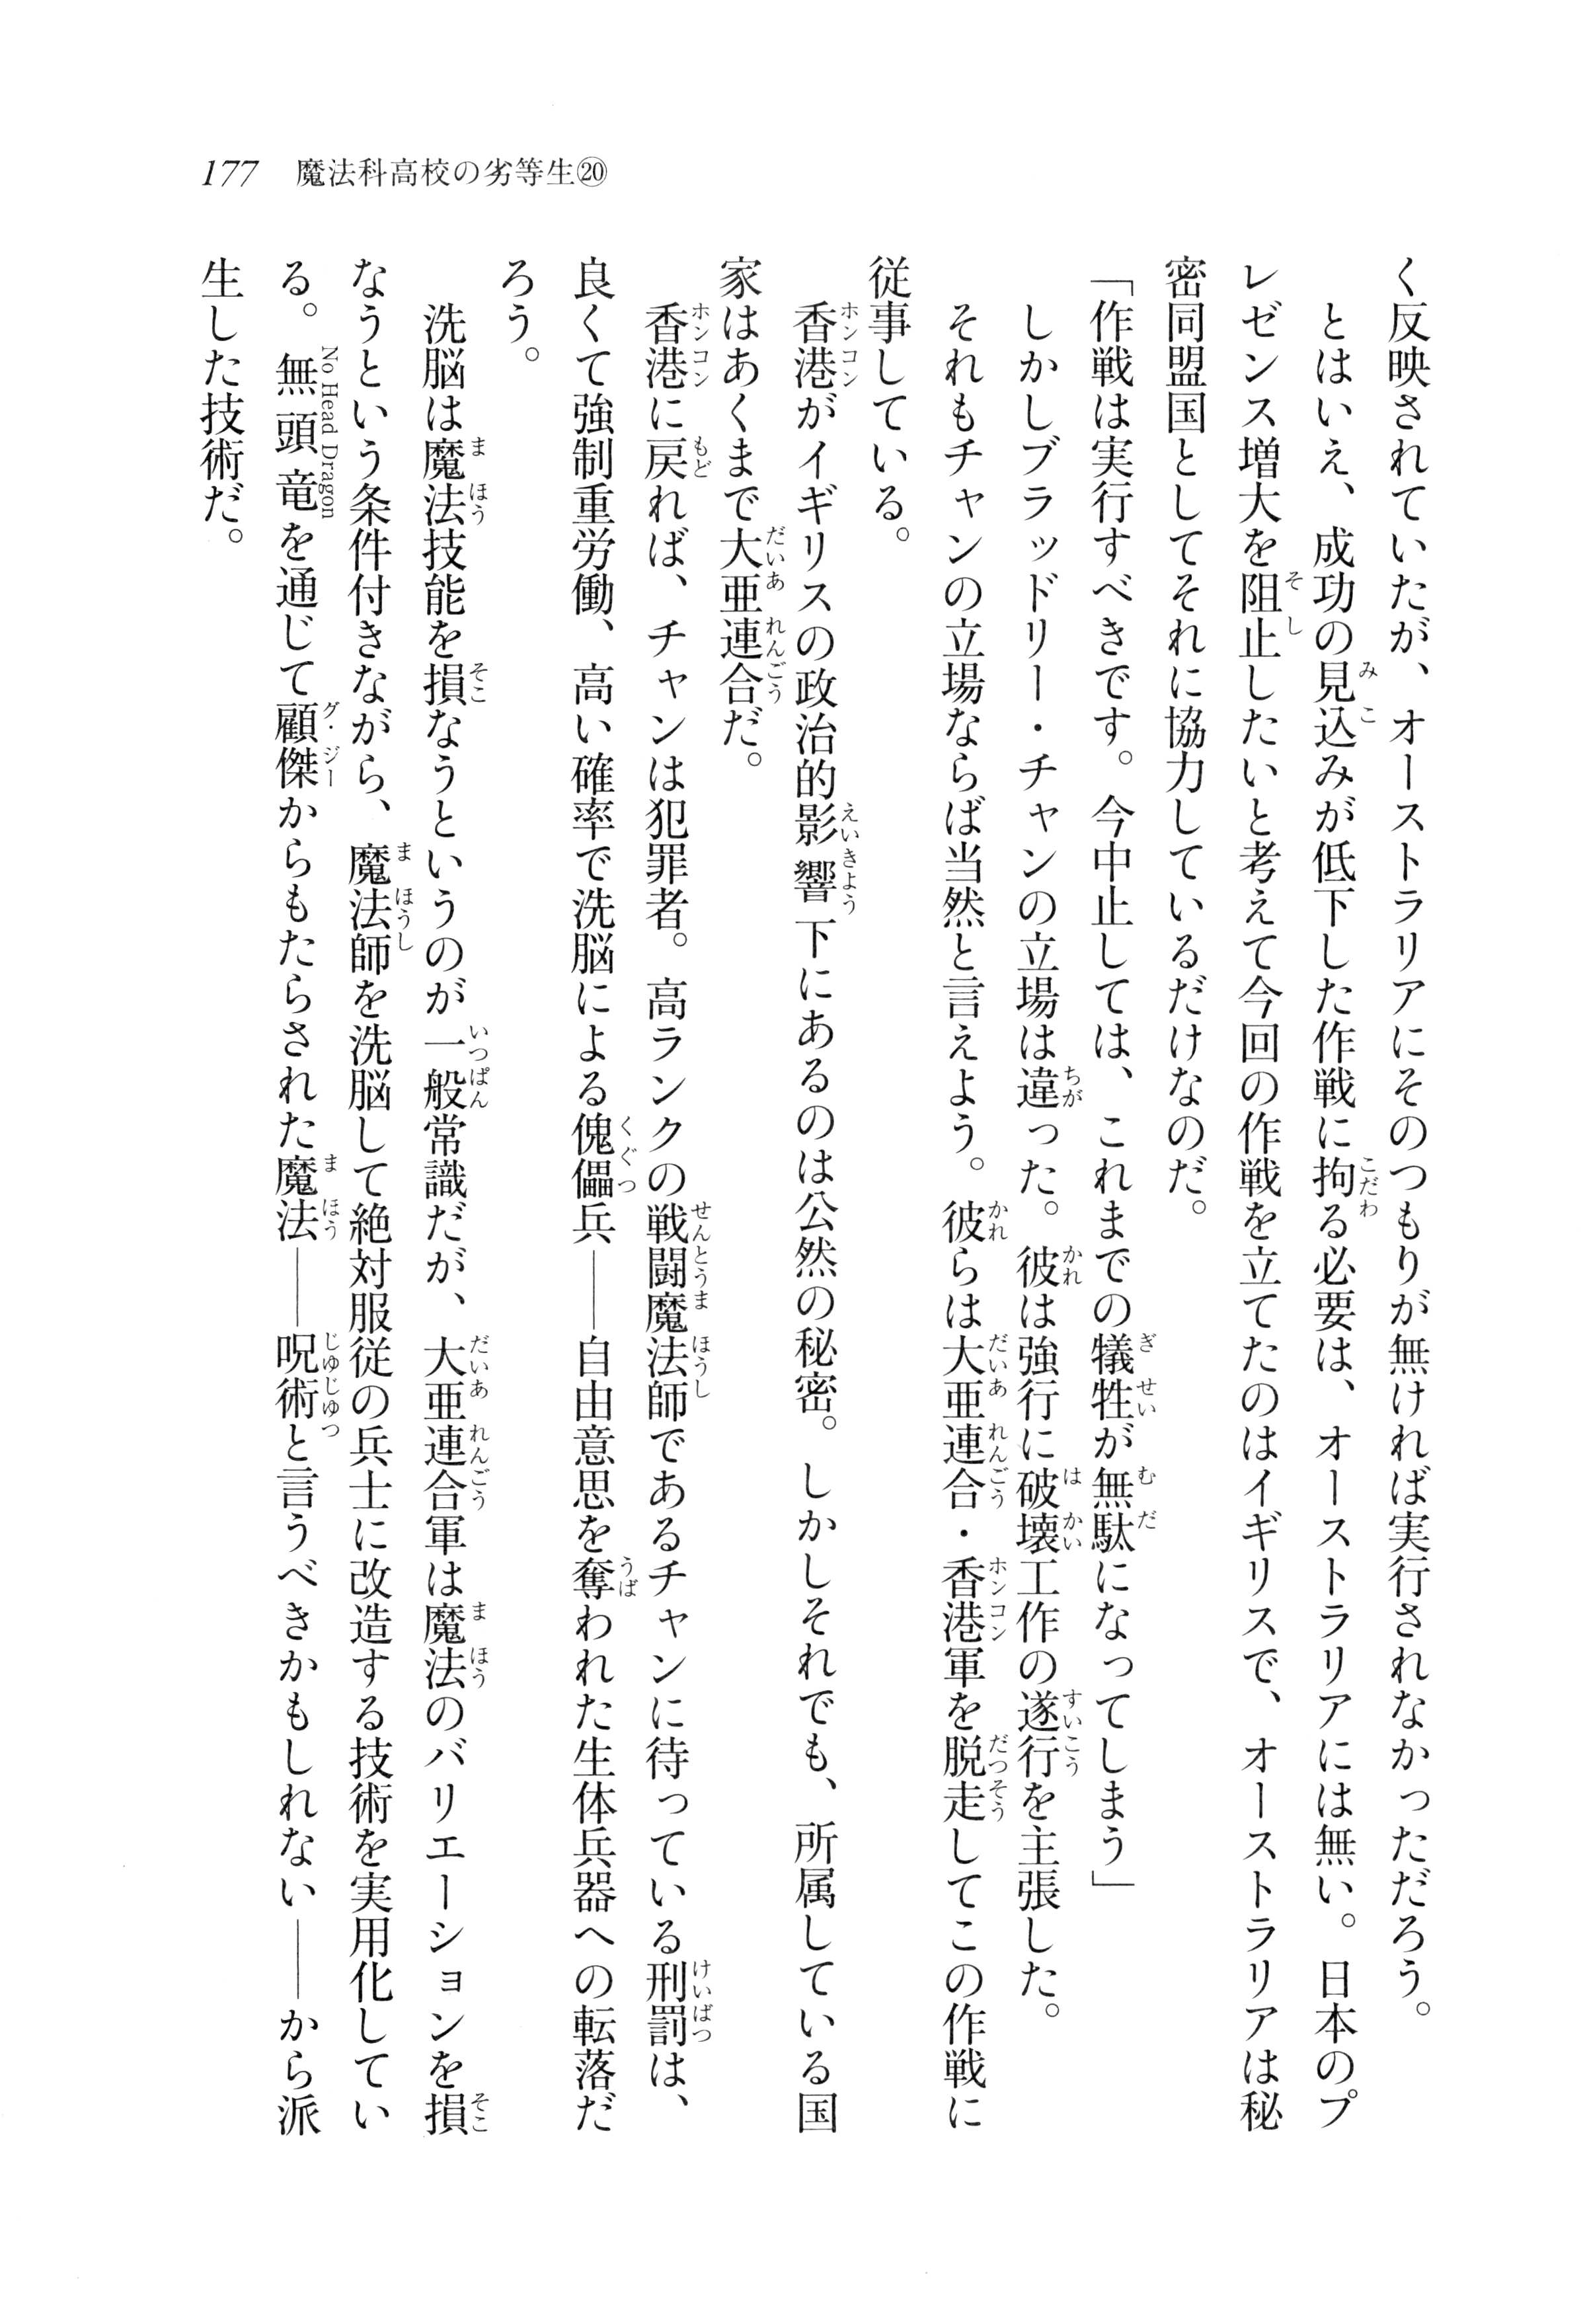 177 魔法科高校の劣等生⑳
く反映されていたが、オーストラリアにそのつもりが無ければ実行されなかっただろう。
とはいえ、成功の見込みが低下した作戦に拘る必要は、オーストラリアには無い。日本のプ
レゼンス増大を阻止したいと考えて今回の作戦を立てたのはイギリスで、オーストラリアは秘
密同盟国としてそれに協力しているだけなのだ。
「作戦は実行すべきです。今中止しては、これまでの犠牲が無駄になってしまう」
しかしブラッドリー・チャンの立場は違った。彼は強行に破壊工作の遂行を主張した。
それもチャンの立場ならば当然と言えよう。彼らは大亜連合・香港軍を脱走してこの作戦に
従事している。
香港がイギリスの政治的影響下にあるのは公然の秘密。しかしそれでも、所属している国
家はあくまで大亜連合だ。
香港に戻れば、チャンは犯罪者。高ランクの戦闘魔法師であるチャンに待っている刑罰は、
良くて強制重労働、高い確率で洗脳による傀儡兵――自由意思を奪われた生体兵器への転落だ
ろう。
洗脳は魔法技能を損なうというのが一般常識だが、大亜連合軍は魔法のバリエーションを損
なうという条件付きながら、魔法師を洗脳して絶対服従の兵士に改造する技術を実用化してい
る。無頭竜を通じて顧傑からもたらされた魔法――呪術と言うべきかもしれない――から派
生した技術だ。